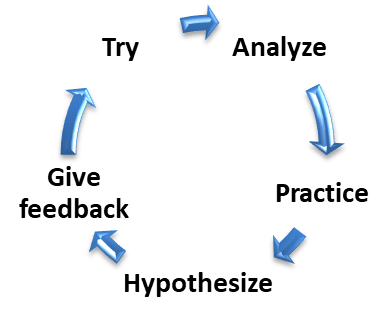 Try
Analyze
Practice
Hypothesize
Give
feedback